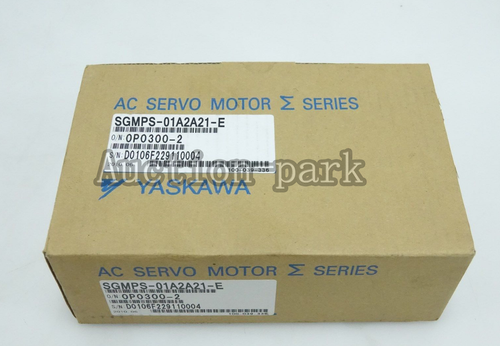 AC SERVO MOTOR Σ SERIES
SGMPS-01A2A21-E
O/N 0P0300-2
S/N D0106F229110004
YASKAWA
Auction park
AC SERVO MOTOR Σ SERIES
SGMPS-01A2A21-E
O/N 0P0300-2
S/N D0106F229110004